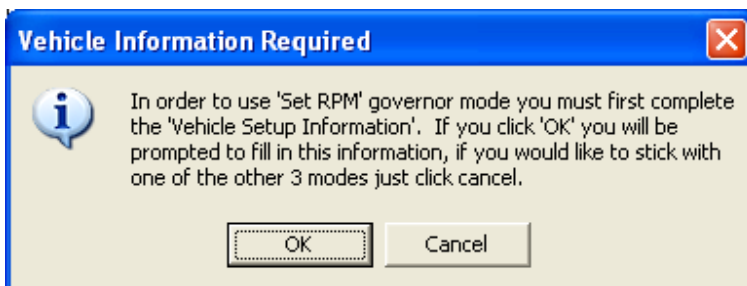 Vehicle Information Required
In order to use 'Set RPM' governor mode you must first complete
the 'Vehicle Setup Information'.  If you click 'OK' you will be
prompted to fill in this information, if you would like to stick with
one of the other 3 modes just click cancel.
OK
Cancel